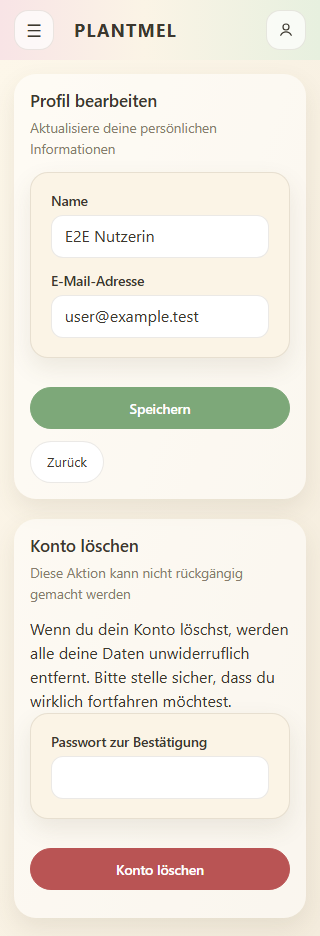 PLANTMEL
Profil bearbeiten
Aktualisiere deine persönlichen
Informationen
Name
E2E Nutzerin
E-Mail-Adresse
user@example.test
Speichern
Zurück
Konto löschen
Diese Aktion kann nicht rückgängig
gemacht werden
Wenn du dein Konto löschst, werden
alle deine Daten unwiderruflich
entfernt. Bitte stelle sicher, dass du
wirklich fortfahren möchtest.
Passwort zur Bestätigung
Konto löschen